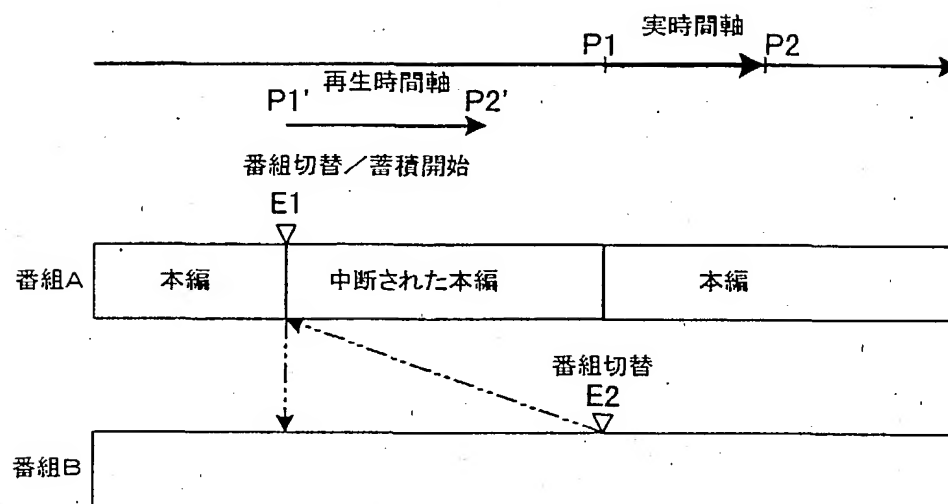 実時間軸
P1
P2
再生時間軸
P1'
P2'
番組切替／蓄積開始
E1
番組A
本編
中断された本編
本編
番組切替
E2
番組B